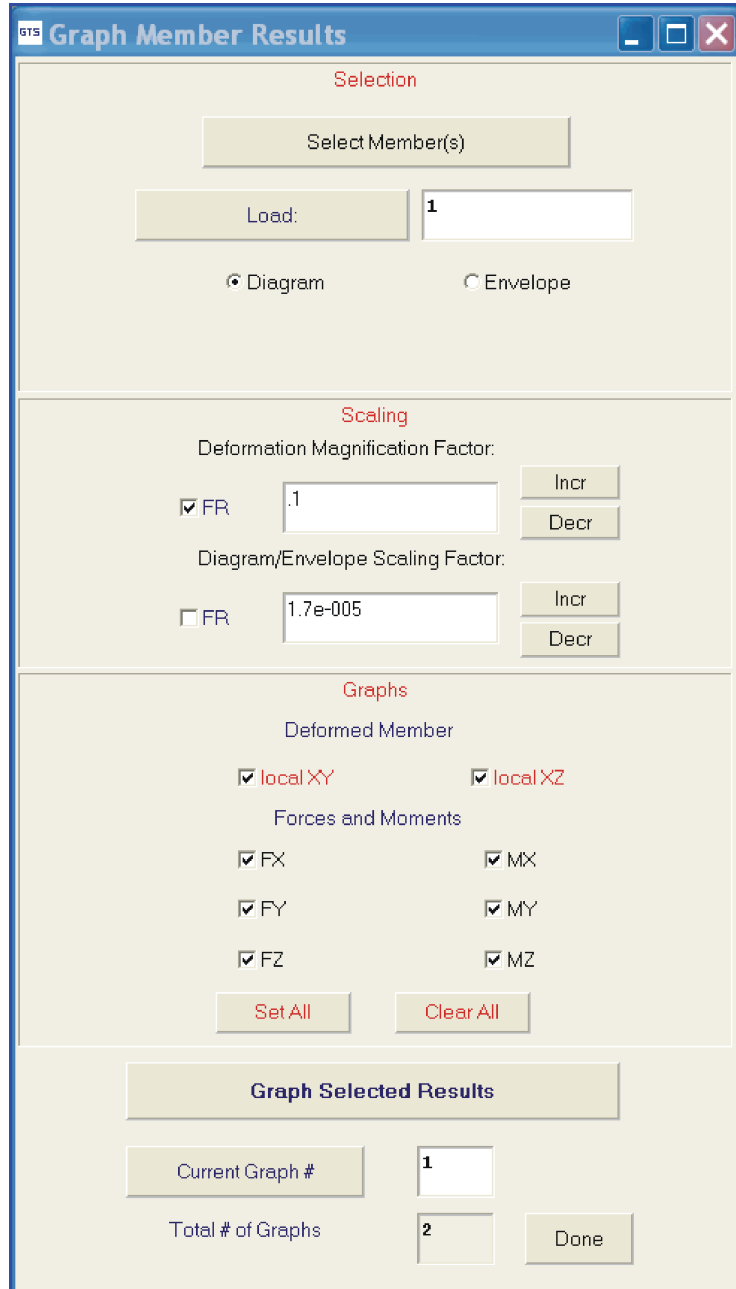 GTS Graph Member Results
Selection
Select Member(s)
Load: 1
Diagram Envelope
Scaling
Deformation Magnification Factor:
Incr
FR .1
Decr
Diagram/Envelope Scaling Factor:
Incr
FR 1.7e-005
Decr
Graphs
Deformed Member
local XY local XZ
Forces and Moments
FX MX
FY MY
FZ MZ
Set All Clear All
Graph Selected Results
Current Graph # 1
Total # of Graphs 2 Done